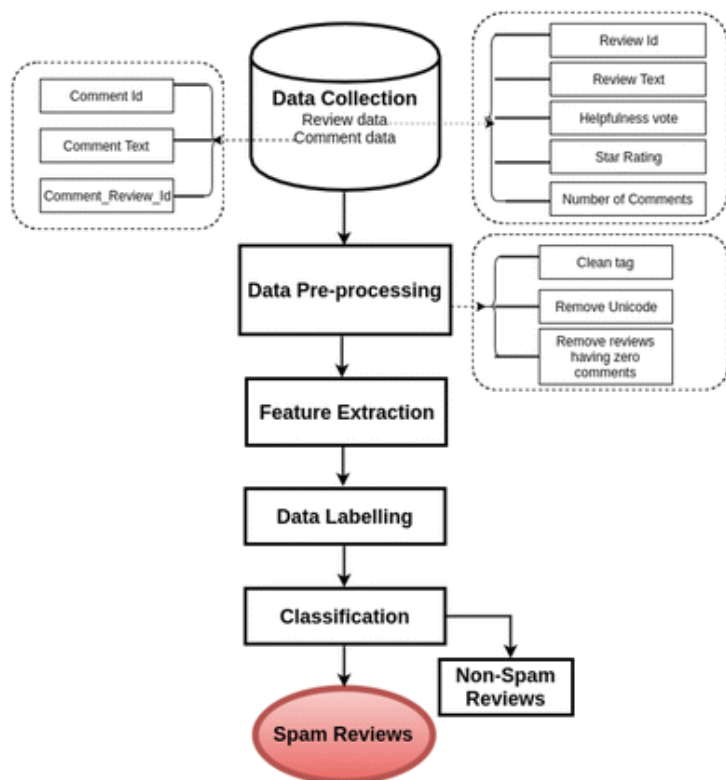 Data Collection
Review data
Comment data
Comment Id
Comment Text
Comment_Review_Id
Review Id
Review Text
Helpfulness vote
Star Rating
Number of Comments
Data Pre-processing
Clean tag
Remove Unicode
Remove reviews
having zero
comments
Feature Extraction
Data Labelling
Classification
Non-Spam
Reviews
Spam Reviews